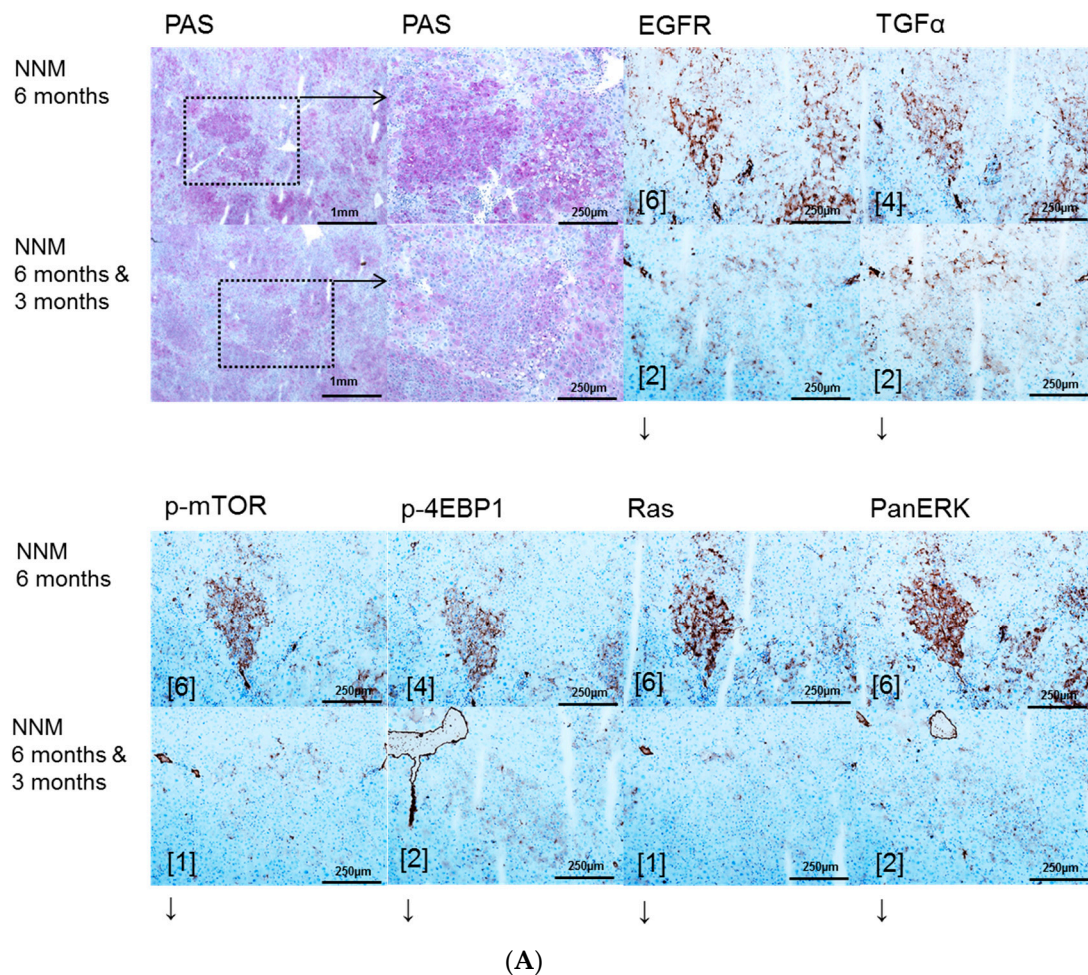 PAS PAS EGFR TGFα
NNM
6 months
1mm 250µm [6] 250µm [4] 250µm
NNM
6 months &
3 months
1mm 250µm [2] 250µm [2] 250µm
↓ ↓
p-mTOR p-4EBP1 Ras PanERK
NNM
6 months
[6] 250µm [4] 250µm [6] 250µm [6] 250µm
NNM
6 months &
3 months
[1] 250µm [2] 250µm [1] 250µm [2] 250µm
↓ ↓ ↓ ↓
(A)